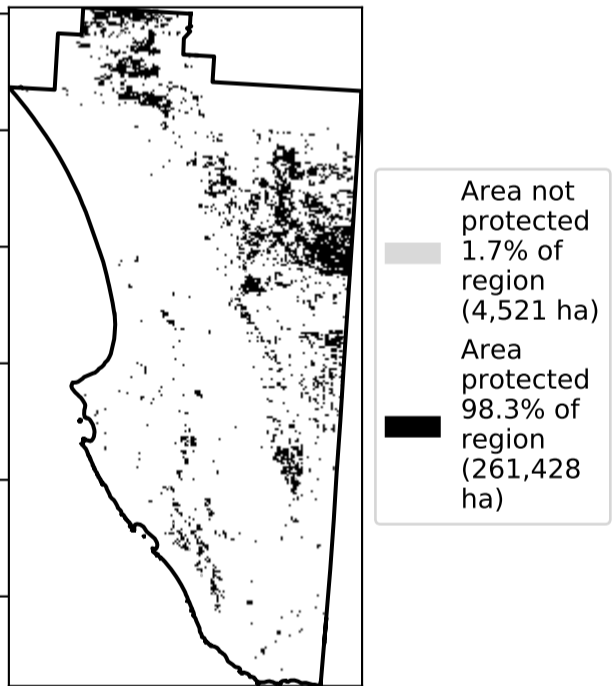 Area not
protected
1.7% of
region
(4,521 ha)
Area
protected
98.3% of
region
(261,428
ha)